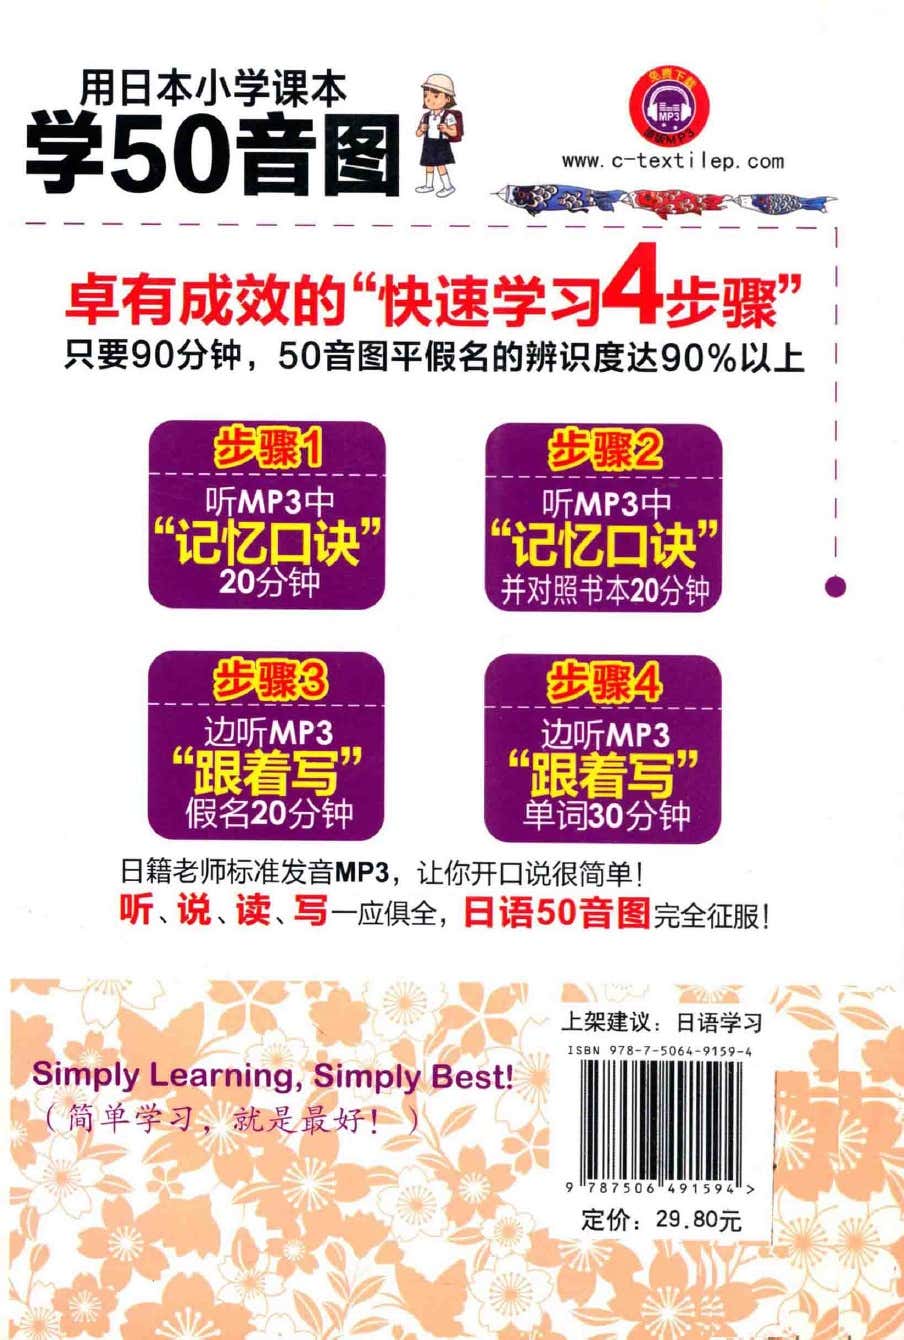 用日本小学课本
学50音图
免费下载
MP3
www.c-textilep.com
卓有成效的“快速学习4步骤”
只要90分钟，50音图平假名的辨识度达90%以上
步骤1
听MP3中
“记忆口诀”
20分钟
步骤2
听MP3中
“记忆口诀”
并对照书本20分钟
步骤3
边听MP3
“跟着写”
假名20分钟
步骤4
边听MP3
“跟着写”
单词30分钟
日籍老师标准发音MP3，让你开口说很简单！
听、说、读、写一应俱全，日语50音图完全征服！
Simply Learning, Simply Best!
（简单学习，就是最好！）
上架建议：日语学习
ISBN 978-7-5064-9159-4
9 787506 491594 >
定价：29.80元